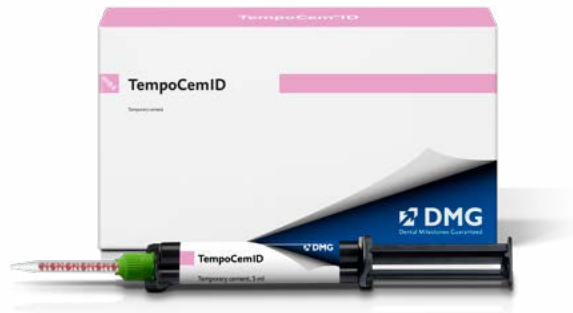 TempoCem®ID
TempoCemID
Temporary cement
DMG
Dental Milestones Guaranteed
DMG
TempoCemID
Temporary cement, 5 ml